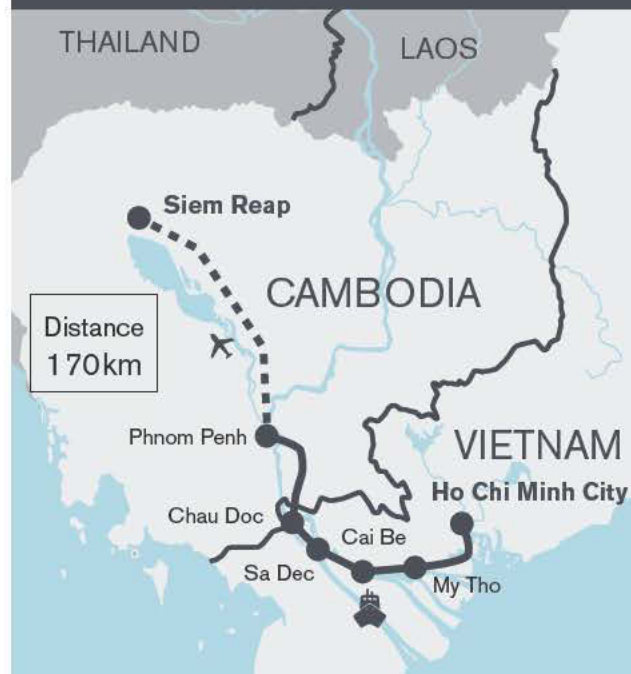 THAILAND
LAOS
Siem Reap
CAMBODIA
Distance
170km
Phnom Penh
VIETNAM
Ho Chi Minh City
Chau Doc
Cai Be
Sa Dec
My Tho